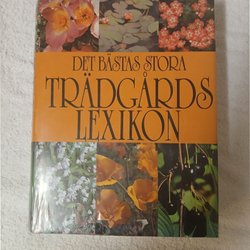 DET BÄSTAS STORA
TRÄDGÅRDS
LEXIKON